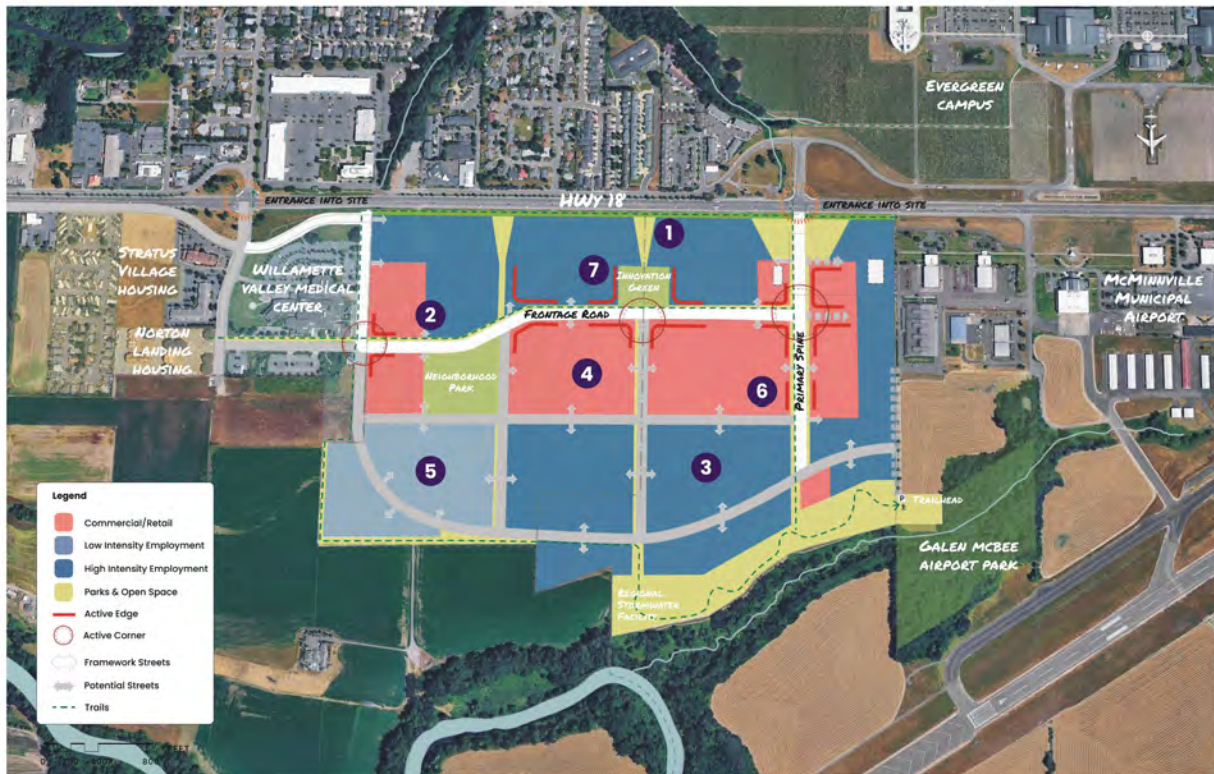 EVERGREEN
CAMPUS
ENTRANCE INTO SITE
HWY 18
ENTRANCE INTO SITE
STRATUS
VILLAGE
HOUSING
WILLAMETTE
VALLEY MEDICAL
CENTER
1
7
INNOVATION
GREEN
MCMINNVILLE
MUNICIPAL
AIRPORT
2
FRONTAGE ROAD
NORTON
LANDING
HOUSING
NEIGHBORHOOD
PARK
4
6
PRIMARY SPINE
5
3
P
TRAILHEAD
GALEN MCBEE
AIRPORT PARK
REGIONAL
STORMWATER
FACILITY
Legend
Commercial/Retail
Low Intensity Employment
High Intensity Employment
Parks & Open Space
Active Edge
Active Corner
Framework Streets
Potential Streets
Trails